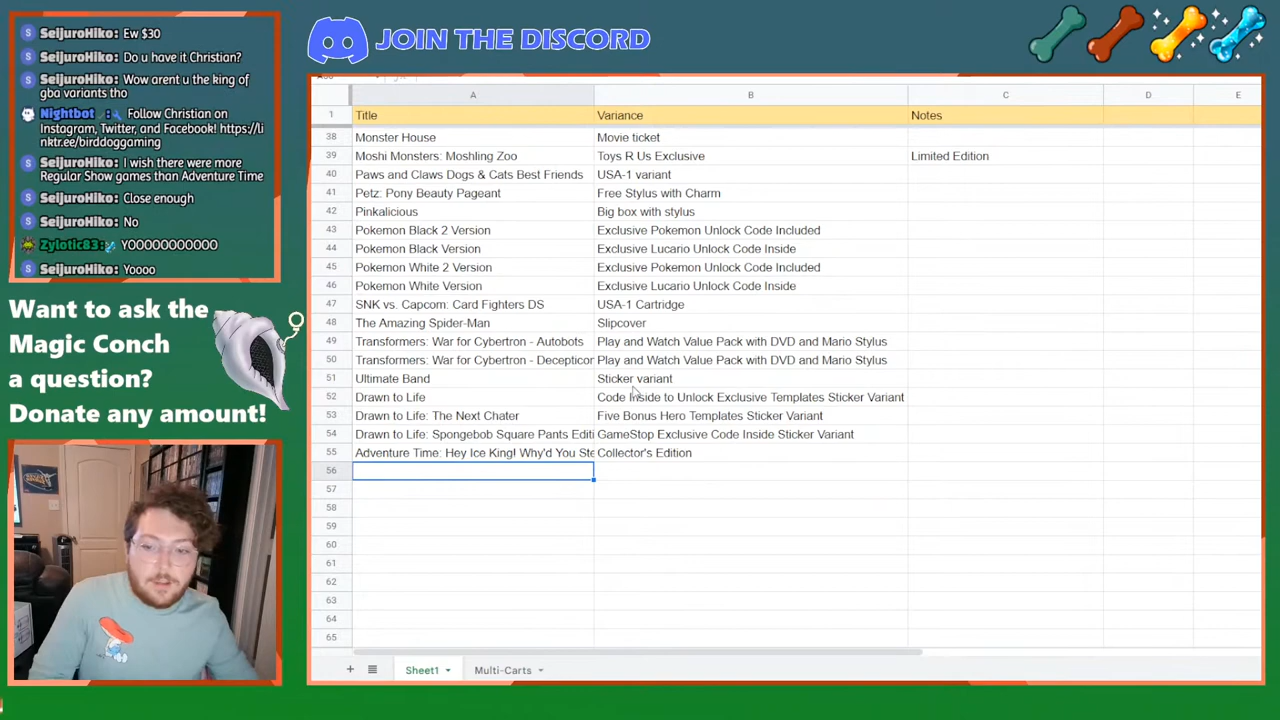 SeijuroHiko: Ew $30
SeijuroHiko: Do u have it Christian?
SeijuroHiko: Wow arent u the king of
gba variants tho
Nightbot : Follow Christian on
Instagram, Twitter, and Facebook! https://li
nktr.ee/birddoggaming
SeijuroHiko: I wish there were more
Regular Show games than Adventure Time
SeijuroHiko: Close enough
SeijuroHiko: No
Zylotic83: YOOOOOOOOOO
SeijuroHiko: Yoooo
Want to ask the
Magic Conch
a question?
Donate any amount!
JOIN THE DISCORD
A B C D E
1 Title Variance Notes
38 Monster House Movie ticket
39 Moshi Monsters: Moshling Zoo Toys R Us Exclusive Limited Edition
40 Paws and Claws Dogs & Cats Best Friends USA-1 variant
41 Petz: Pony Beauty Pageant Free Stylus with Charm
42 Pinkalicious Big box with stylus
43 Pokemon Black 2 Version Exclusive Pokemon Unlock Code Included
44 Pokemon Black Version Exclusive Lucario Unlock Code Inside
45 Pokemon White 2 Version Exclusive Pokemon Unlock Code Included
46 Pokemon White Version Exclusive Lucario Unlock Code Inside
47 SNK vs. Capcom: Card Fighters DS USA-1 Cartridge
48 The Amazing Spider-Man Slipcover
49 Transformers: War for Cybertron - Autobots Play and Watch Value Pack with DVD and Mario Stylus
50 Transformers: War for Cybertron - Decepticon Play and Watch Value Pack with DVD and Mario Stylus
51 Ultimate Band Sticker variant
52 Drawn to Life Code Inside to Unlock Exclusive Templates Sticker Variant
53 Drawn to Life: The Next Chater Five Bonus Hero Templates Sticker Variant
54 Drawn to Life: Spongebob Square Pants Editi GameStop Exclusive Code Inside Sticker Variant
55 Adventure Time: Hey Ice King! Why'd You Ste Collector's Edition
56
57
58
59
60
61
62
63
64
65
+ Sheet1 Multi-Carts